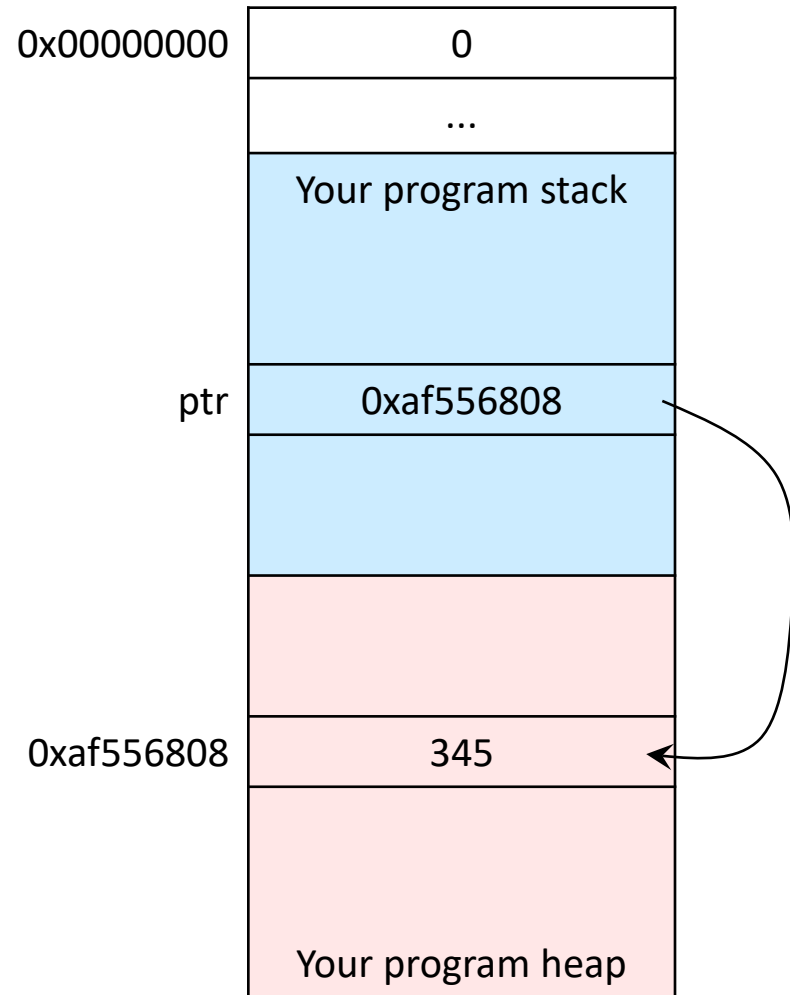 0x00000000 0
...
Your program stack
ptr 0xaf556808
0xaf556808 345
Your program heap